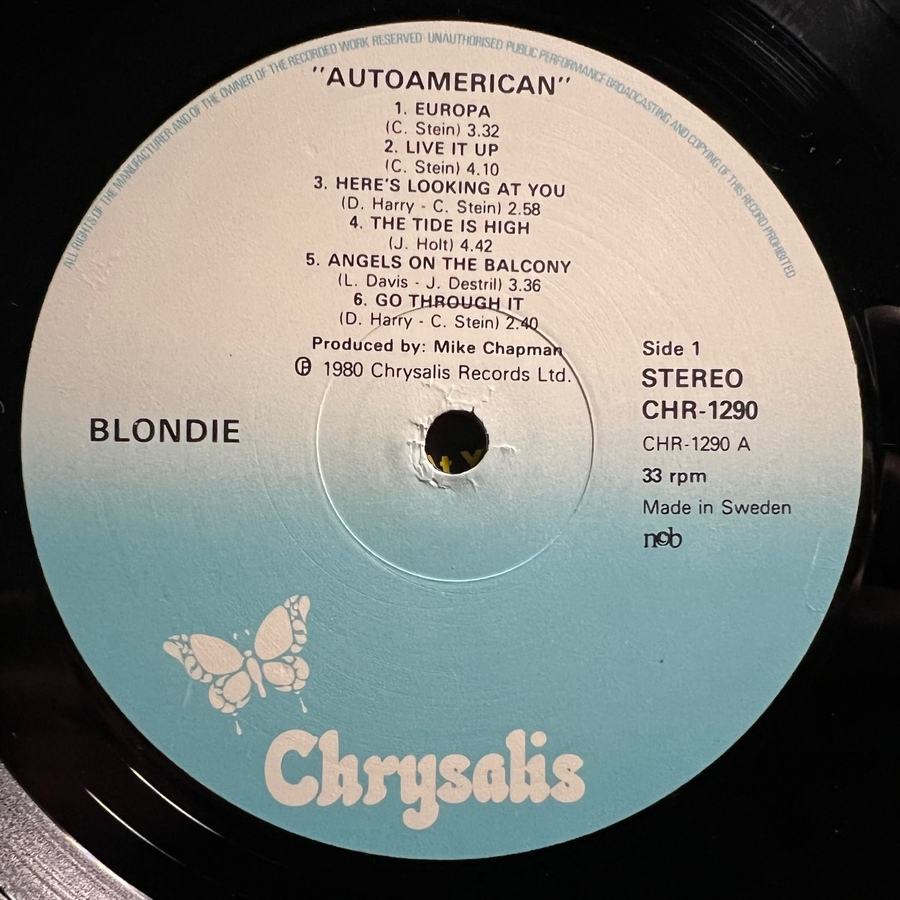 ALL RIGHTS OF THE MANUFACTURER AND OF THE OWNER OF THE RECORDED WORK RESERVED UNAUTHORISED PUBLIC PERFORMANCE BROADCASTING AND COPYING OF THIS RECORD PROHIBITED
"AUTOAMERICAN"
1. EUROPA
(C. Stein) 3.32
2. LIVE IT UP
(C. Stein) 4.10
3. HERE'S LOOKING AT YOU
(D. Harry - C. Stein) 2.58
4. THE TIDE IS HIGH
(J. Holt) 4.42
5. ANGELS ON THE BALCONY
(L. Davis - J. Destril) 3.36
6. GO THROUGH IT
(D. Harry - C. Stein) 2.40
Produced by: Mike Chapman
Ⓟ 1980 Chrysalis Records Ltd.
BLONDIE
Side 1
STEREO
CHR-1290
CHR-1290 A
33 rpm
Made in Sweden
ncb
Chrysalis